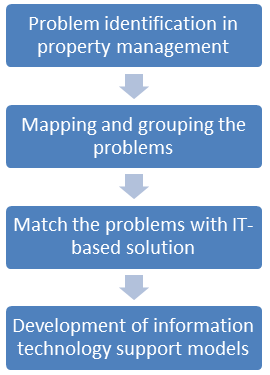 Problem identification in
property management
Mapping and grouping the
problems
Match the problems with IT-
based solution
Development of information
technology support models